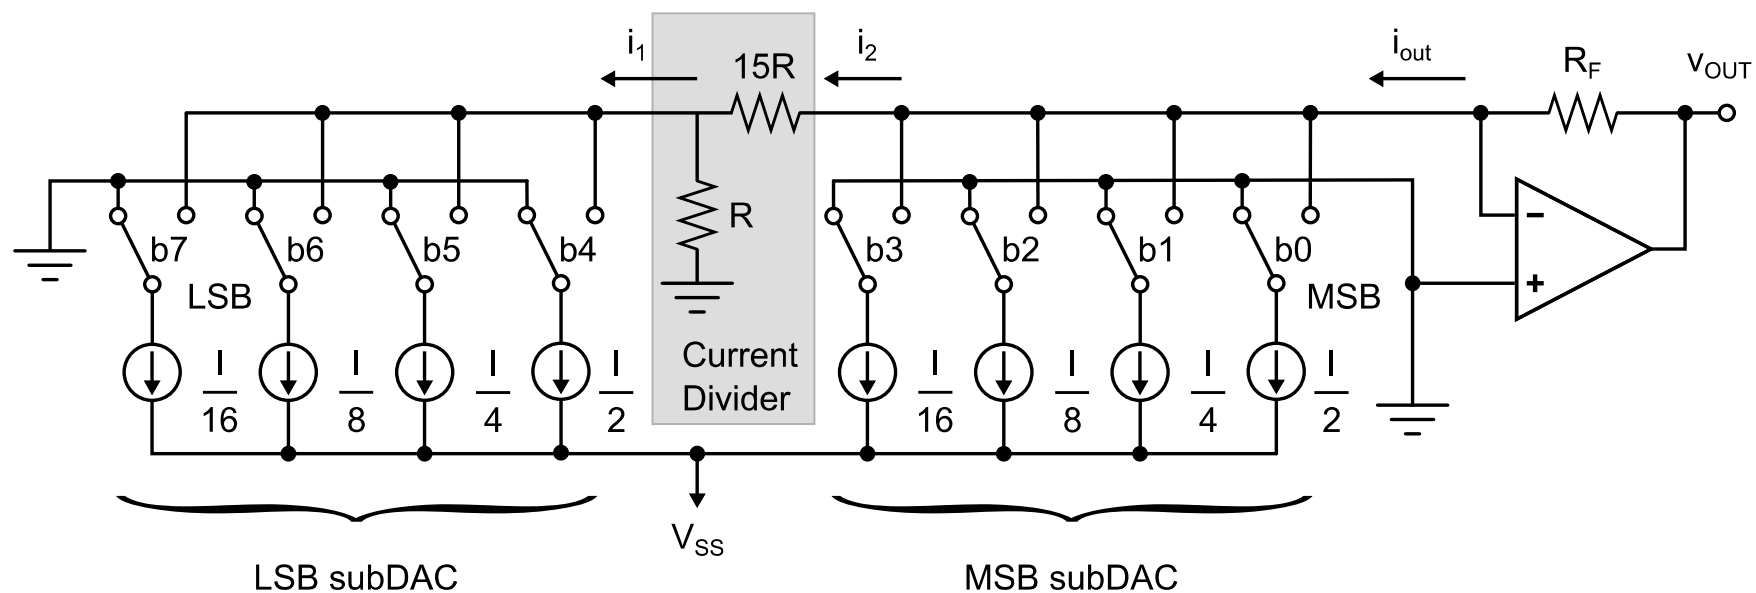 i1
i2
iout
RF
vOUT
15R
R
b7
b6
b5
b4
b3
b2
b1
b0
LSB
MSB
Current
Divider
I
16
I
8
I
4
I
2
I
16
I
8
I
4
I
2
VSS
LSB subDAC
MSB subDAC